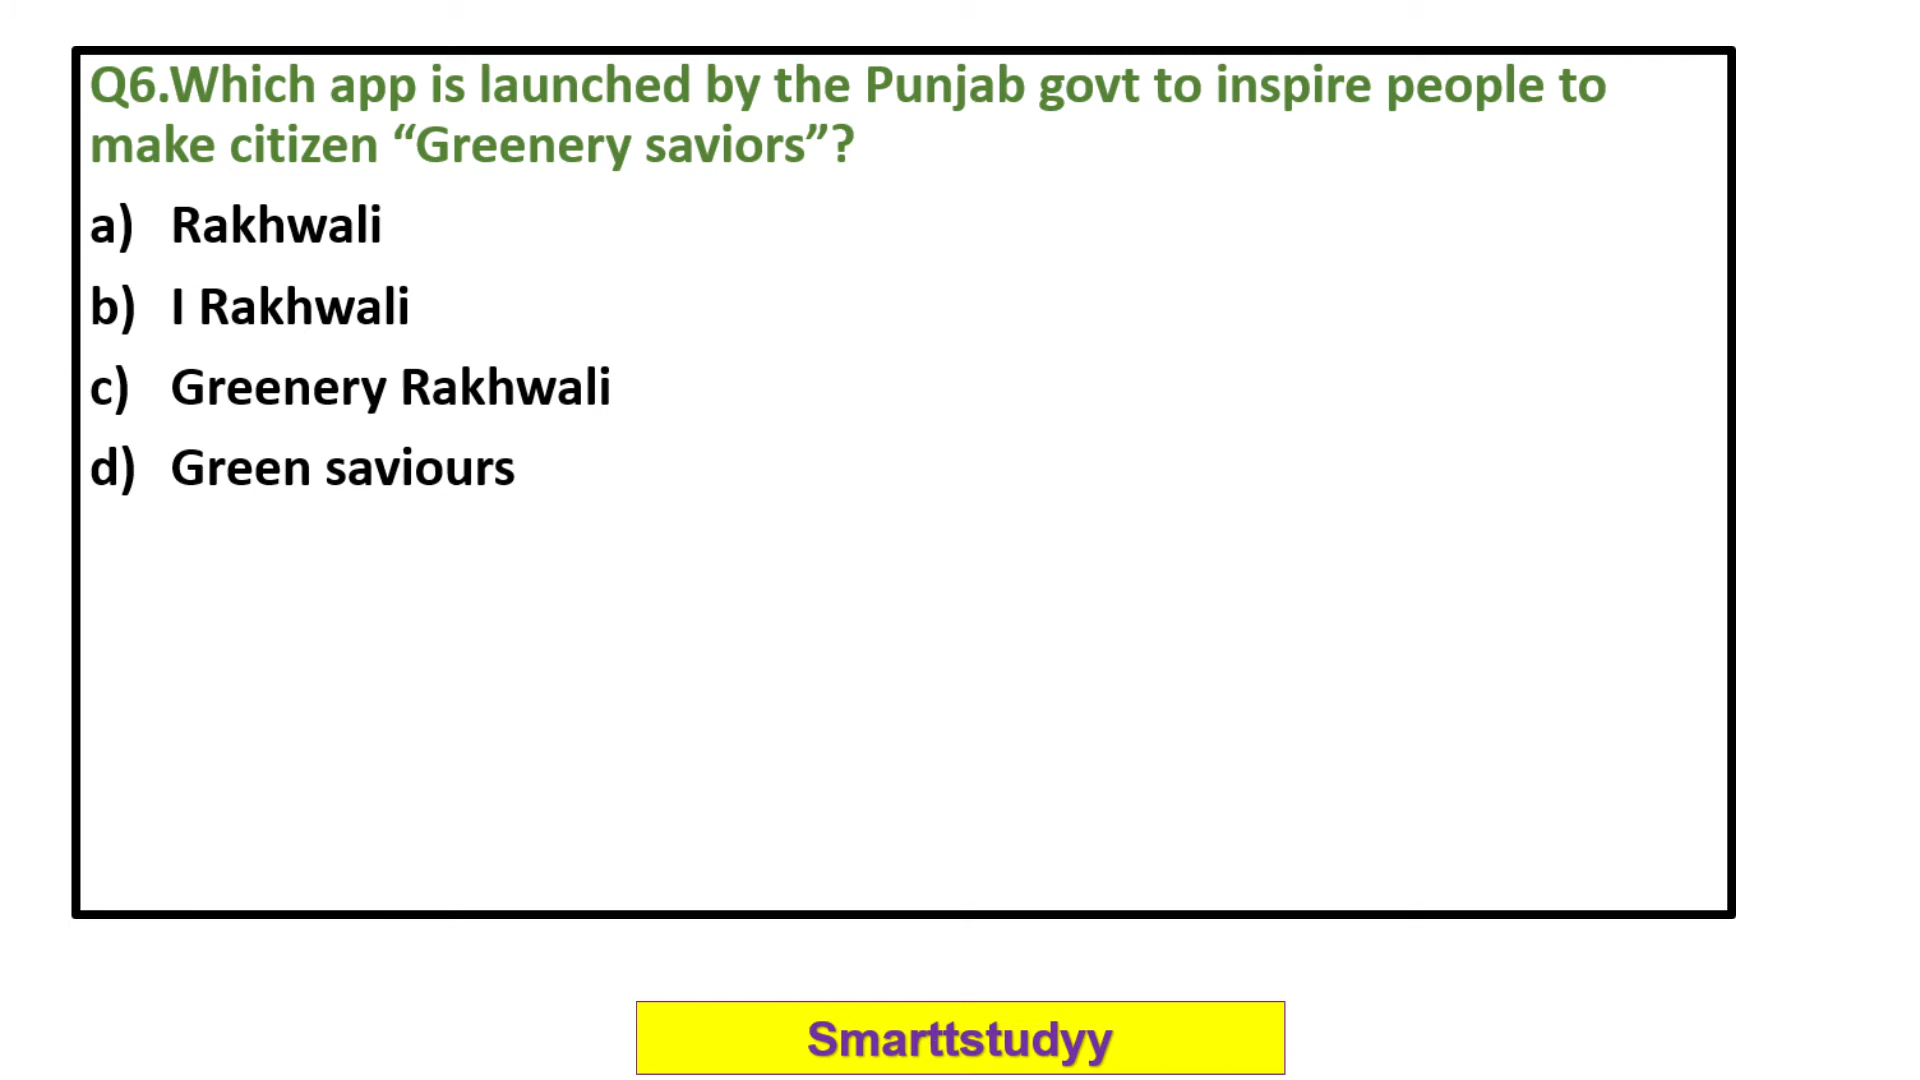 Q6.Which app is launched by the Punjab govt to inspire people to
make citizen “Greenery saviors”?
a) Rakhwali
b) I Rakhwali
c) Greenery Rakhwali
d) Green saviours
Smarttstudyy